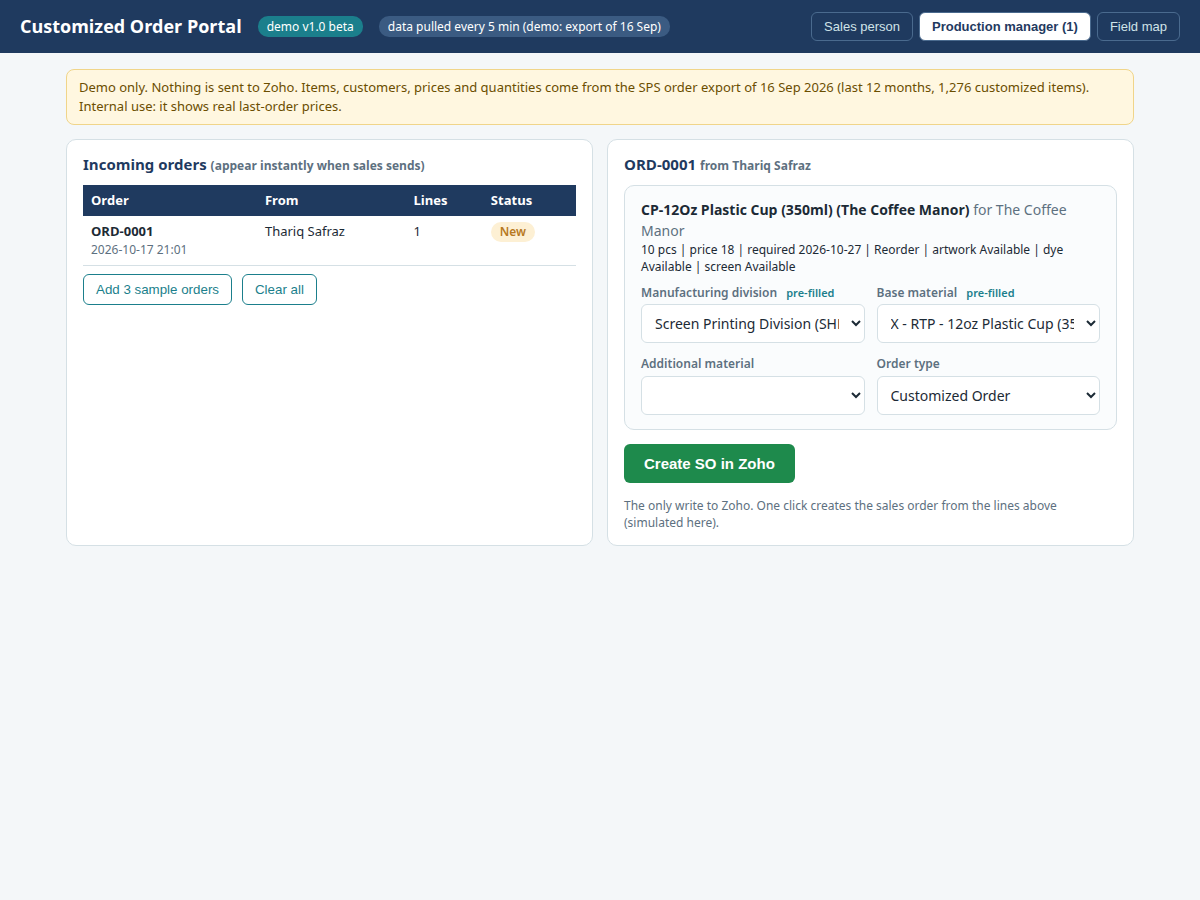 Customized Order Portal
demo v1.0 beta
data pulled every 5 min (demo: export of 16 Sep)
Sales person
Production manager (1)
Field map
Demo only. Nothing is sent to Zoho. Items, customers, prices and quantities come from the SPS order export of 16 Sep 2026 (last 12 months, 1,276 customized items).
Internal use: it shows real last-order prices.
Incoming orders (appear instantly when sales sends)
Order From Lines Status
ORD-0001 Thariq Safraz 1 New
2026-10-17 21:01
Add 3 sample orders
Clear all
ORD-0001 from Thariq Safraz
CP-12Oz Plastic Cup (350ml) (The Coffee Manor) for The Coffee
Manor
10 pcs | price 18 | required 2026-10-27 | Reorder | artwork Available | dye
Available | screen Available
Manufacturing division pre-filled
Base material pre-filled
Screen Printing Division (SHI
X - RTP - 12oz Plastic Cup (35
Additional material
Order type
Customized Order
Create SO in Zoho
The only write to Zoho. One click creates the sales order from the lines above
(simulated here).